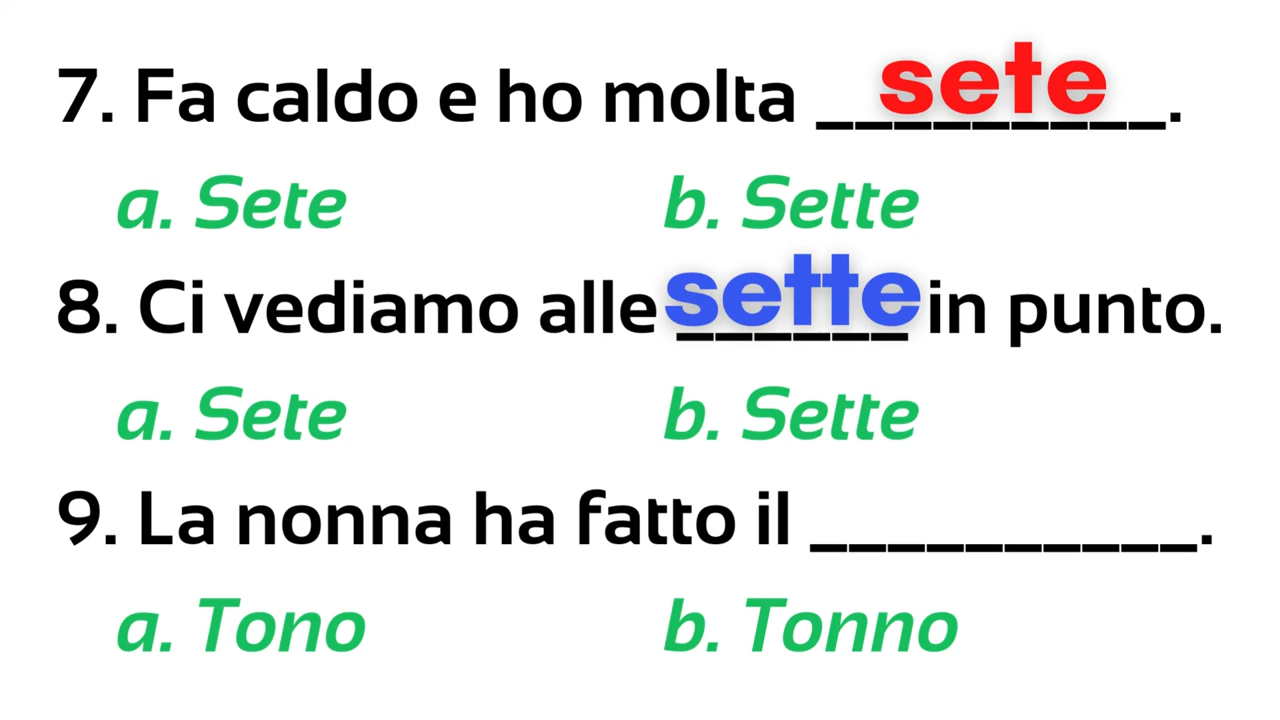 7. Fa caldo e ho molta sete.
a. Sete b. Sette
8. Ci vediamo alle sette in punto.
a. Sete b. Sette
9. La nonna ha fatto il __________.
a. Tono b. Tonno